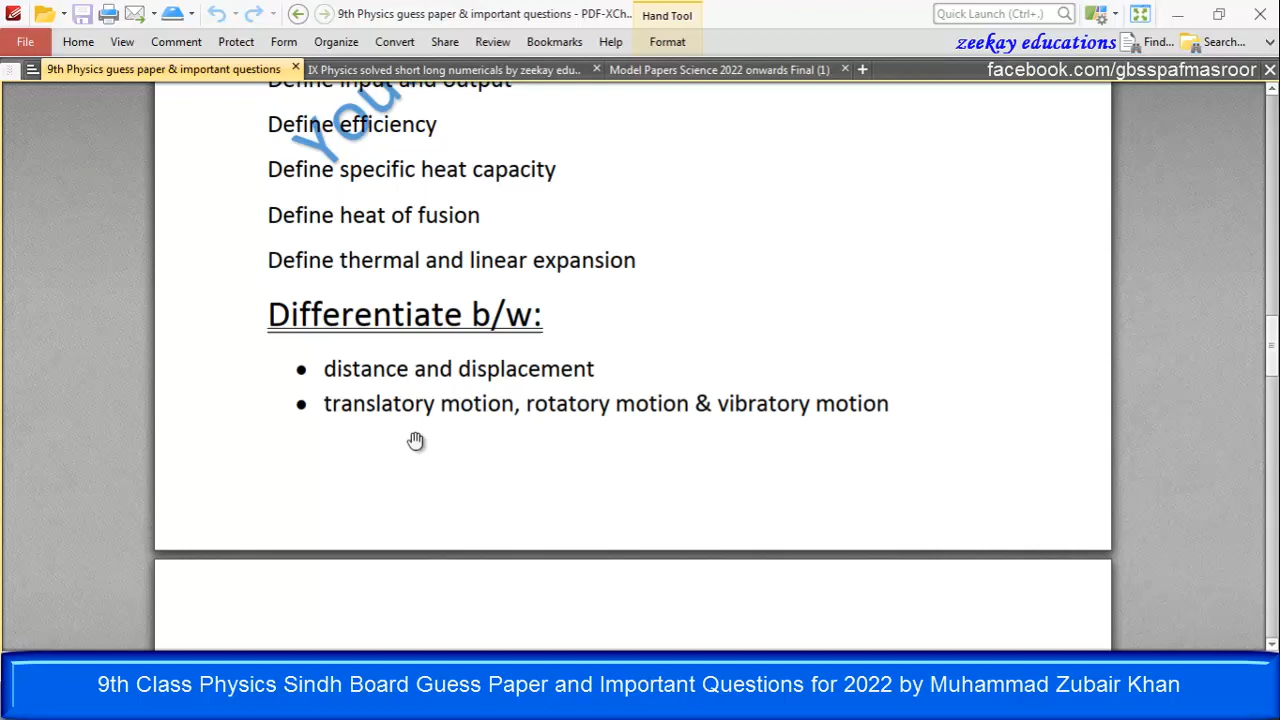 9th Physics guess paper & important questions - PDF-XCh...
Hand Tool
Quick Launch (Ctrl+.)
File
Home
View
Comment
Protect
Form
Organize
Convert
Share
Review
Bookmarks
Help
Format
zeekay educations
Find...
Search...
9th Physics guess paper & important questions
IX Physics solved short long numericals by zeekay edu..
Model Papers Science 2022 onwards Final (1)
facebook.com/gbsspafmasroor
Define input and output
You
Define efficiency
Define specific heat capacity
Define heat of fusion
Define thermal and linear expansion
Differentiate b/w:
• distance and displacement
• translatory motion, rotatory motion & vibratory motion
9th Class Physics Sindh Board Guess Paper and Important Questions for 2022 by Muhammad Zubair Khan